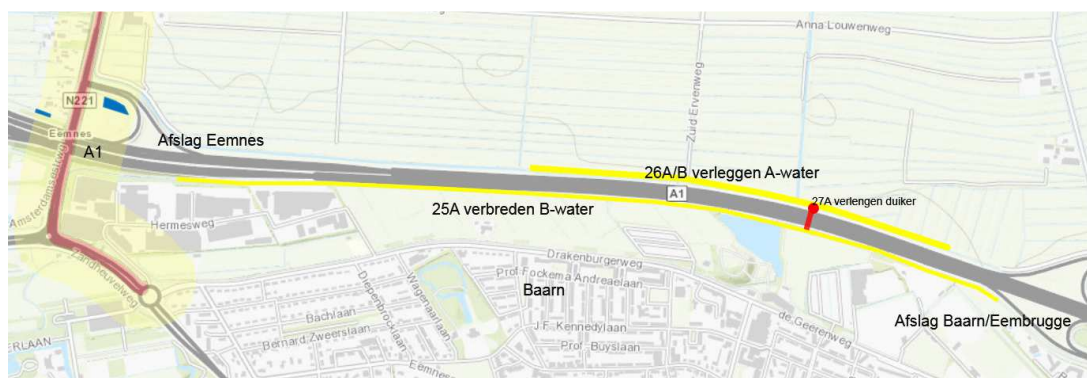 Anna Louwenweg
N221
Eemnes
Afslag Eemnes
A1
Zuid Ervenweg
26A/B verleggen A-water
A1
27A verlengen duiker
25A verbreden B-water
Amsterdamsestraatweg
Hermesweg
Zandheuvelweg
Drakenburgerweg
Prof. Fockema Andreaelaan
Baarn
Diepenbrocklaan
Wagenaarlaan
Bachlaan
J.F. Kennedylaan
de Geerenweg
Afslag Baarn/Eembrugge
Bernard Zweerslaan
Prof. Buyslaan
ERLAAN
Eemnes